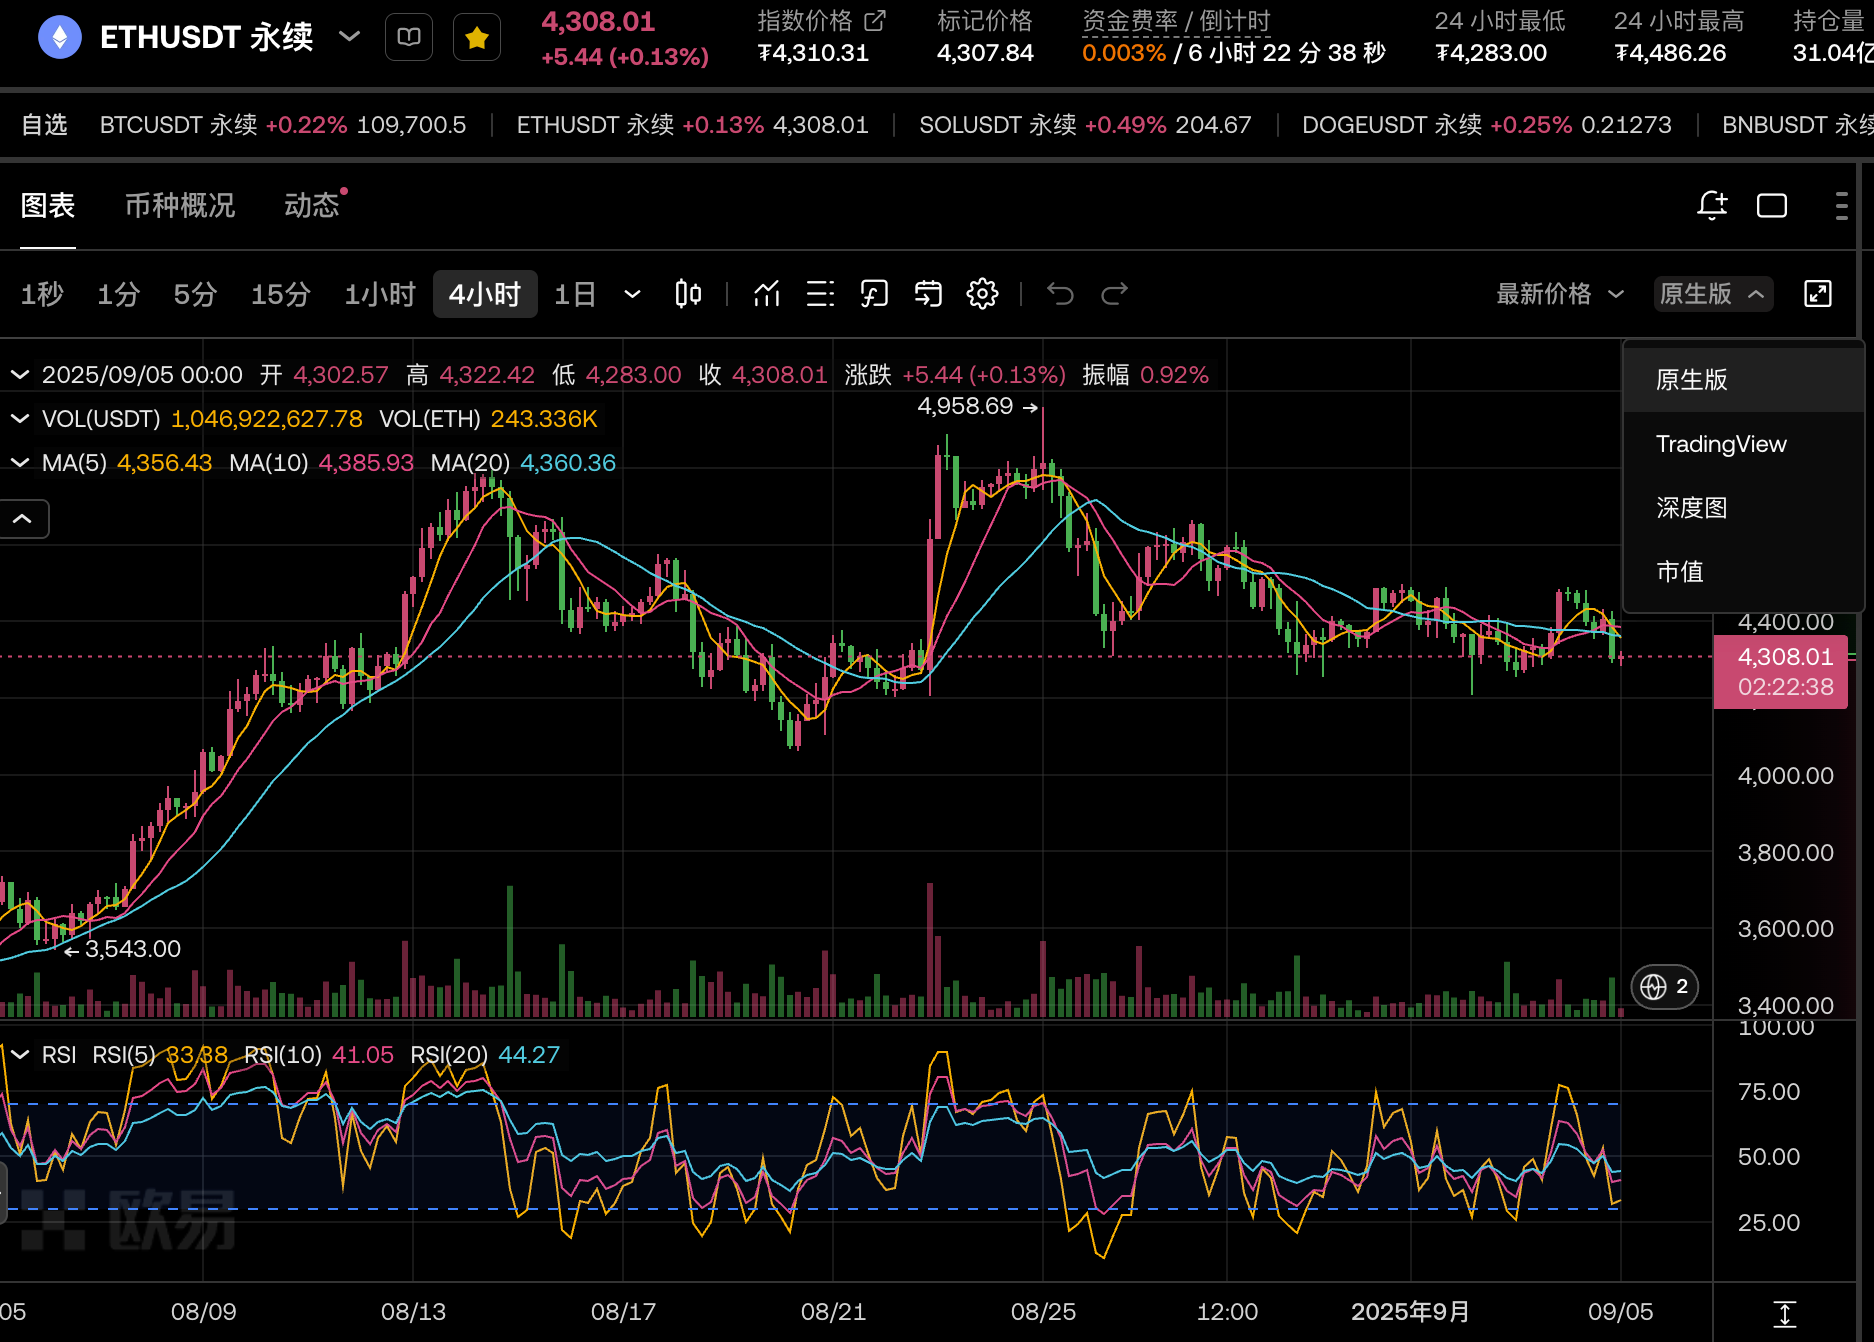 ETHUSDT 永续
4,308.01
+5.44 (+0.13%)
指数价格
₮4,310.31
标记价格
4,307.84
资金费率 / 倒计时
0.003% / 6 小时 22 分 38 秒
24 小时最低
₮4,283.00
24 小时最高
₮4,486.26
持仓量
31.04亿
自选 BTCUSDT 永续 +0.22% 109,700.5 ETHUSDT 永续 +0.13% 4,308.01 SOLUSDT 永续 +0.49% 204.67 DOGEUSDT 永续 +0.25% 0.21273 BNBUSDT 永续
图表 币种概况 动态
1秒 1分 5分 15分 1小时 4小时 1日 最新价格 原生版
原生版
TradingView
深度图
市值
2025/09/05 00:00 开 4,302.57 高 4,322.42 低 4,283.00 收 4,308.01 涨跌 +5.44 (+0.13%) 振幅 0.92%
VOL(USDT) 1,046,922,627.78 VOL(ETH) 243.336K
MA(5) 4,356.43 MA(10) 4,385.93 MA(20) 4,360.36
4,958.69
3,543.00
4,400.00
4,308.01
02:22:38
4,000.00
3,800.00
3,600.00
3,400.00
2
RSI RSI(5) 33.38 RSI(10) 41.05 RSI(20) 44.27
100.00
75.00
50.00
25.00
欧易
05 08/09 08/13 08/17 08/21 08/25 12:00 2025年9月 09/05